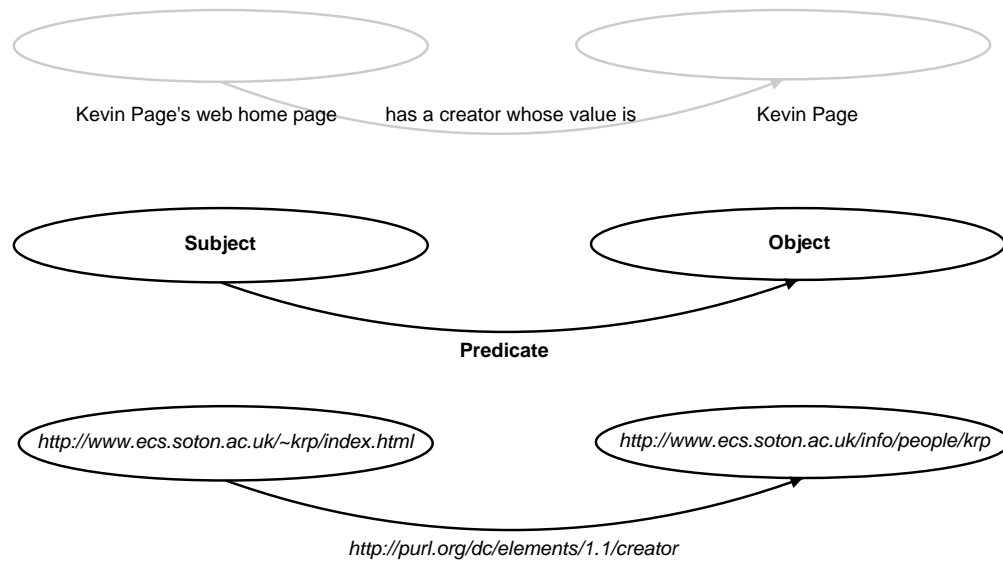 Kevin Page's web home page has a creator whose value is Kevin Page
Subject Object
Predicate
http://www.ecs.soton.ac.uk/~krp/index.html http://www.ecs.soton.ac.uk/info/people/krp
http://purl.org/dc/elements/1.1/creator